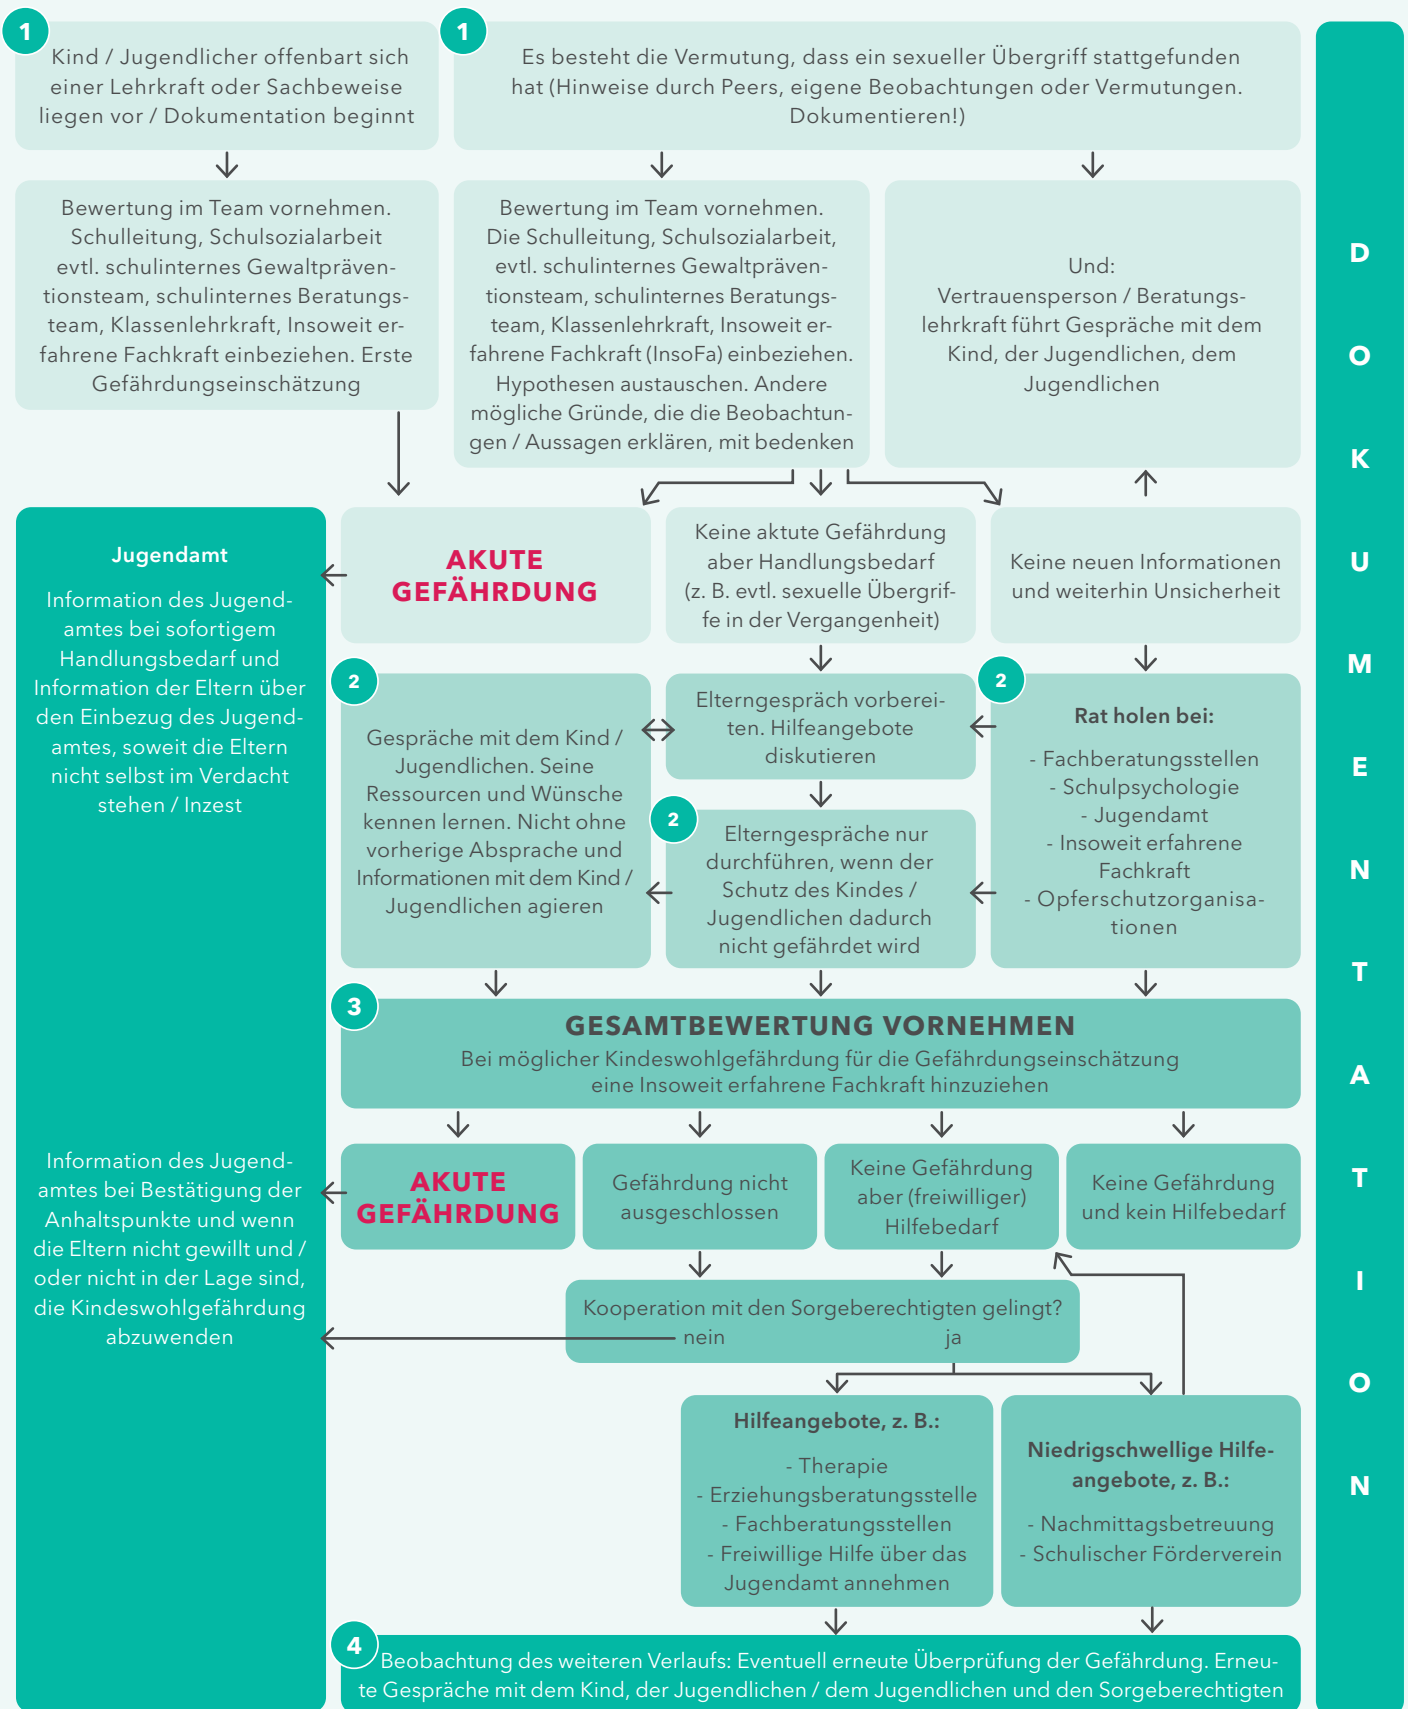 1
Kind / Jugendlicher offenbart sich
einer Lehrkraft oder Sachbeweise
liegen vor / Dokumentation beginnt
1
Es besteht die Vermutung, dass ein sexueller Übergriff stattgefunden
hat (Hinweise durch Peers, eigene Beobachtungen oder Vermutungen.
Dokumentieren!)
Bewertung im Team vornehmen.
Schulleitung, Schulsozialarbeit
evtl. schulinternes Gewaltpräven-
tionsteam, schulinternes Beratungs-
team, Klassenlehrkraft, Insoweit er-
fahrene Fachkraft einbeziehen. Erste
Gefährdungseinschätzung
Bewertung im Team vornehmen.
Die Schulleitung, Schulsozialarbeit,
evtl. schulinternes Gewaltpräven-
tionsteam, schulinternes Beratungs-
team, Klassenlehrkraft, Insoweit er-
fahrene Fachkraft (InsoFa) einbeziehen.
Hypothesen austauschen. Andere
mögliche Gründe, die die Beobachtun-
gen / Aussagen erklären, mit bedenken
Und:
Vertrauensperson / Beratungs-
lehrkraft führt Gespräche mit dem
Kind, der Jugendlichen, dem
Jugendlichen
Jugendamt
Information des Jugend-
amtes bei sofortigem
Handlungsbedarf und
Information der Eltern über
den Einbezug des Jugend-
amtes, soweit die Eltern
nicht selbst im Verdacht
stehen / Inzest
AKUTE
GEFÄHRDUNG
Keine aktute Gefährdung
aber Handlungsbedarf
(z. B. evtl. sexuelle Übergrif-
fe in der Vergangenheit)
Keine neuen Informationen
und weiterhin Unsicherheit
2
Gespräche mit dem Kind /
Jugendlichen. Seine
Ressourcen und Wünsche
kennen lernen. Nicht ohne
vorherige Absprache und
Informationen mit dem Kind /
Jugendlichen agieren
Elterngespräch vorberei-
ten. Hilfeangebote
diskutieren
2
Elterngespräche nur
durchführen, wenn der
Schutz des Kindes /
Jugendlichen dadurch
nicht gefährdet wird
2
Rat holen bei:
- Fachberatungsstellen
- Schulpsychologie
- Jugendamt
- Insoweit erfahrene
Fachkraft
- Opferschutzorganisa-
tionen
3
GESAMTBEWERTUNG VORNEHMEN
Bei möglicher Kindeswohlgefährdung für die Gefährdungseinschätzung
eine Insoweit erfahrene Fachkraft hinzuziehen
Information des Jugend-
amtes bei Bestätigung der
Anhaltspunkte und wenn
die Eltern nicht gewillt und /
oder nicht in der Lage sind,
die Kindeswohlgefährdung
abzuwenden
AKUTE
GEFÄHRDUNG
Gefährdung nicht
ausgeschlossen
Keine Gefährdung
aber (freiwilliger)
Hilfebedarf
Keine Gefährdung
und kein Hilfebedarf
Kooperation mit den Sorgeberechtigten gelingt?
nein ja
Hilfeangebote, z. B.:
- Therapie
- Erziehungsberatungsstelle
- Fachberatungsstellen
- Freiwillige Hilfe über das
Jugendamt annehmen
Niedrigschwellige Hilfe-
angebote, z. B.:
- Nachmittagsbetreuung
- Schulischer Förderverein
4
Beobachtung des weiteren Verlaufs: Eventuell erneute Überprüfung der Gefährdung. Erneu-
te Gespräche mit dem Kind, der Jugendlichen / dem Jugendlichen und den Sorgeberechtigten
D
O
K
U
M
E
N
T
A
T
I
O
N